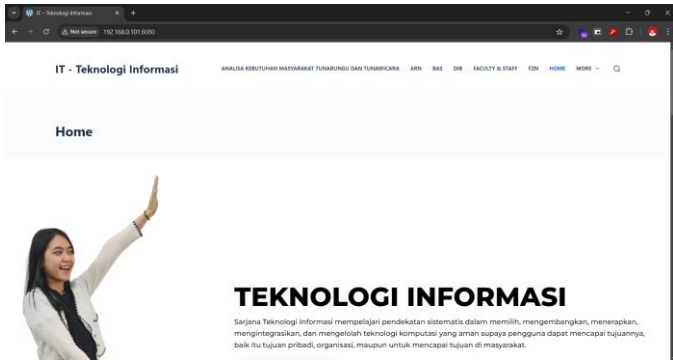 IT - Teknologi Informasi
Not secure 192.168.0.101:8080
IT - Teknologi Informasi
ANALISA KEBUTUHAN MASYARAKAT TUNARUNGU DAN TUNAWICARA ARN BAS DIB FACULTY & STAFF FZN HOME MORE
Home
TEKNOLOGI INFORMASI
Sarjana Teknologi Informasi mempelajari pendekatan sistematis dalam memilih, mengembangkan, menerapkan,
mengintegrasikan, dan mengelolah teknologi komputasi yang aman supaya pengguna dapat mencapai tujuannya,
baik itu tujuan pribadi, organisasi, maupun untuk mencapai tujuan di masyarakat.